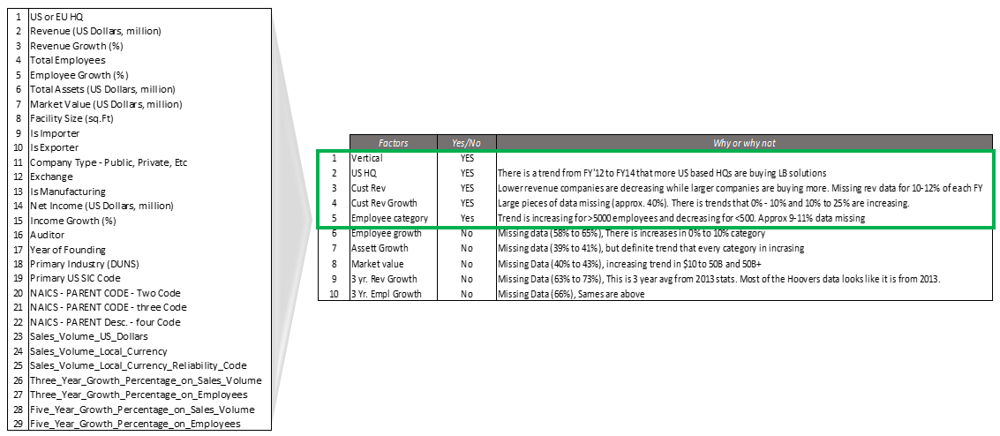 1 US or EU HQ
2 Revenue (US Dollars, million)
3 Revenue Growth (%)
4 Total Employees
5 Employee Growth (%)
6 Total Assets (US Dollars, million)
7 Market Value (US Dollars, million)
8 Facility Size (sq.Ft)
9 Is Importer
10 Is Exporter
11 Company Type - Public, Private, Etc
12 Exchange
13 Is Manufacturing
14 Net Income (US Dollars, million)
15 Income Growth (%)
16 Auditor
17 Year of Founding
18 Primary Industry (DUNS)
19 Primary US SIC Code
20 NAICS - PARENT CODE - Two Code
21 NAICS - PARENT CODE - three Code
22 NAICS - PARENT Desc. - four Code
23 Sales_Volume_US_Dollars
24 Sales_Volume_Local_Currency
25 Sales_Volume_Local_Currency_Reliability_Code
26 Three_Year_Growth_Percentage_on_Sales_Volume
27 Three_Year_Growth_Percentage_on_Employees
28 Five_Year_Growth_Percentage_on_Sales_Volume
29 Five_Year_Growth_Percentage_on_Employees
Factors Yes/No Why or why not
1 Vertical YES
2 US HQ YES There is a trend from FY'12 to FY14 that more US based HQs are buying LB solutions
3 Cust Rev YES Lower revenue companies are decreasing while larger companies are buying more. Missing rev data for 10-12% of each FY
4 Cust Rev Growth YES Large pieces of data missing (approx. 40%). There is trends that 0% - 10% and 10% to 25% are increasing.
5 Employee category Yes Trend is increasing for >5000 employees and decreasing for <500. Approx 9-11% data missing
6 Employee growth No Missing data (58% to 65%), There is increases in 0% to 10% category
7 Assett Growth No Missing data (39% to 41%), but definite trend that every category in incrasing
8 Market value No Missing Data (40% to 43%), increasing trend in $10 to 50B and 50B+
9 3 yr. Rev Growth No Missing Data (63% to 73%), This is 3 year avg from 2013 stats. Most of the Hoovers data looks like it is from 2013.
10 3 Yr. Empl Growth No Missing Data (66%), Sames are above